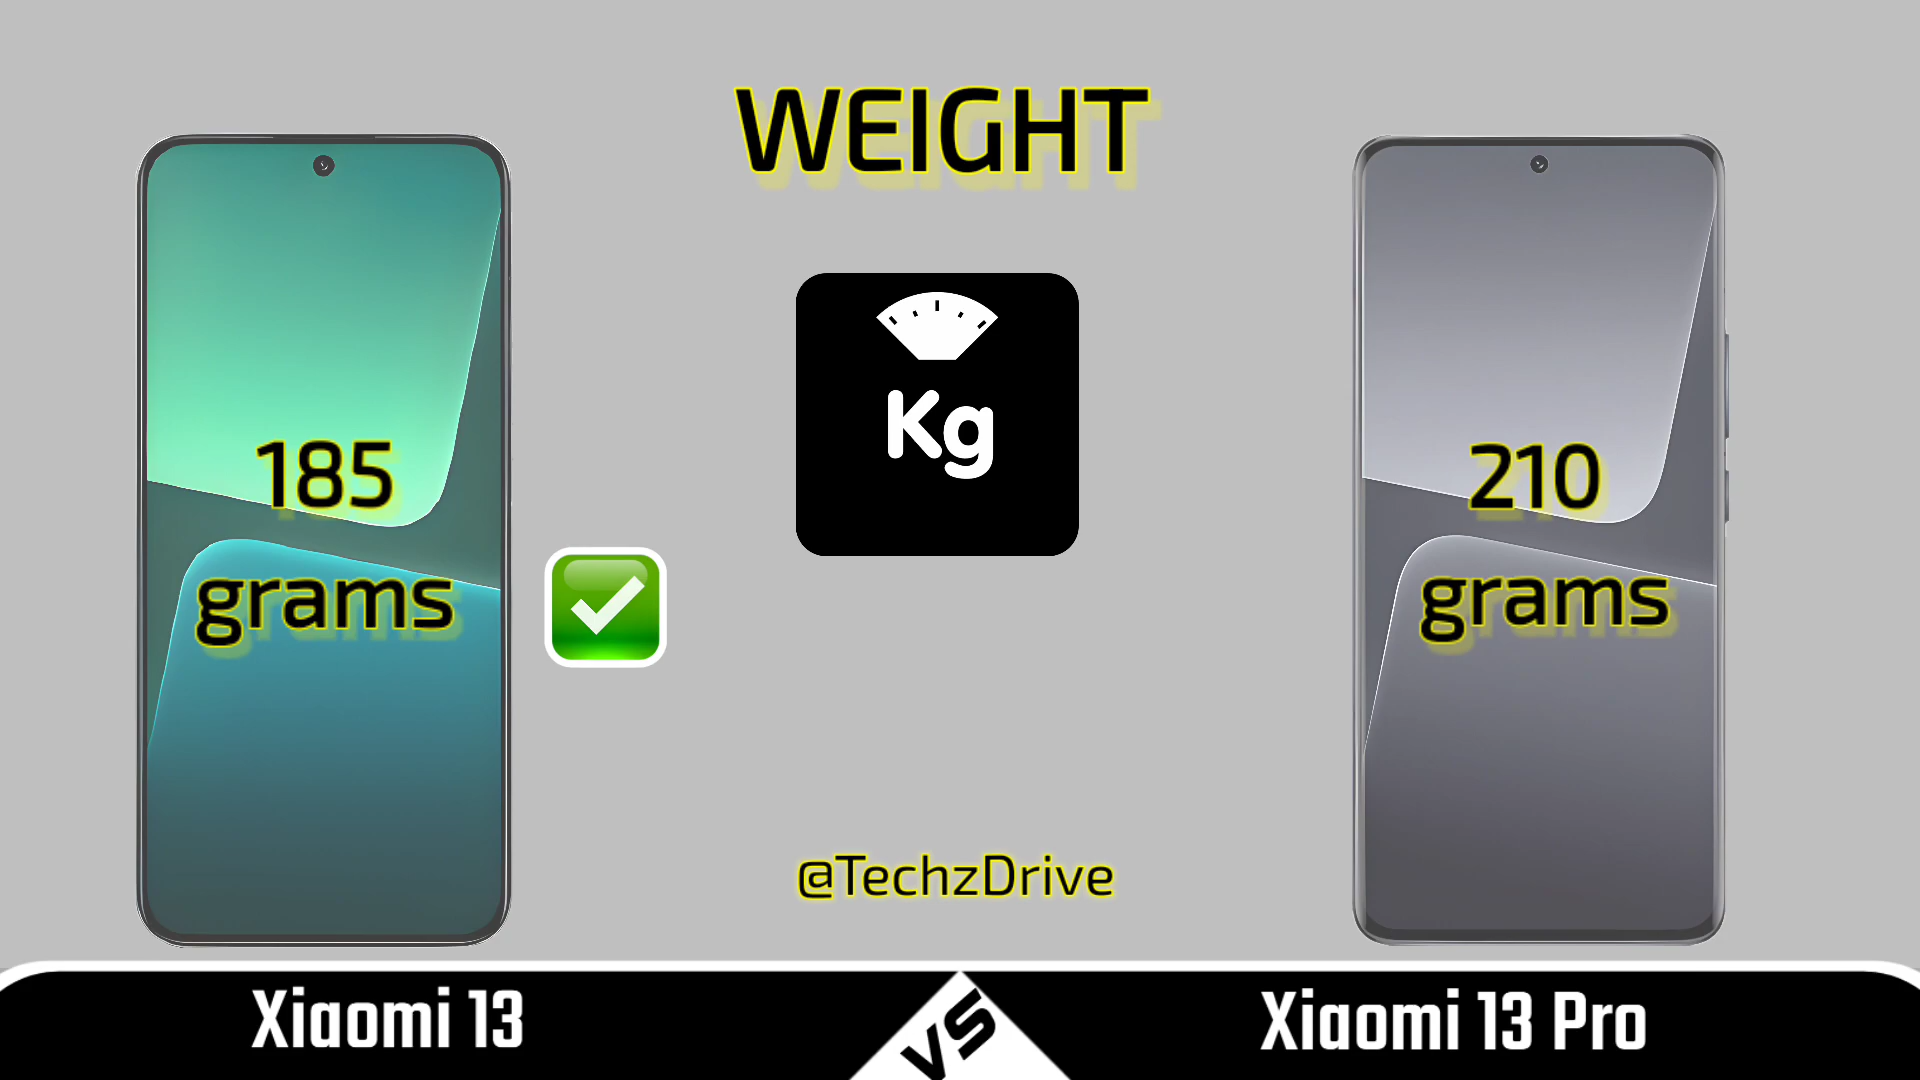 WEIGHT
Kg
185
grams
210
grams
@TechzDrive
Xiaomi 13
VS
Xiaomi 13 Pro